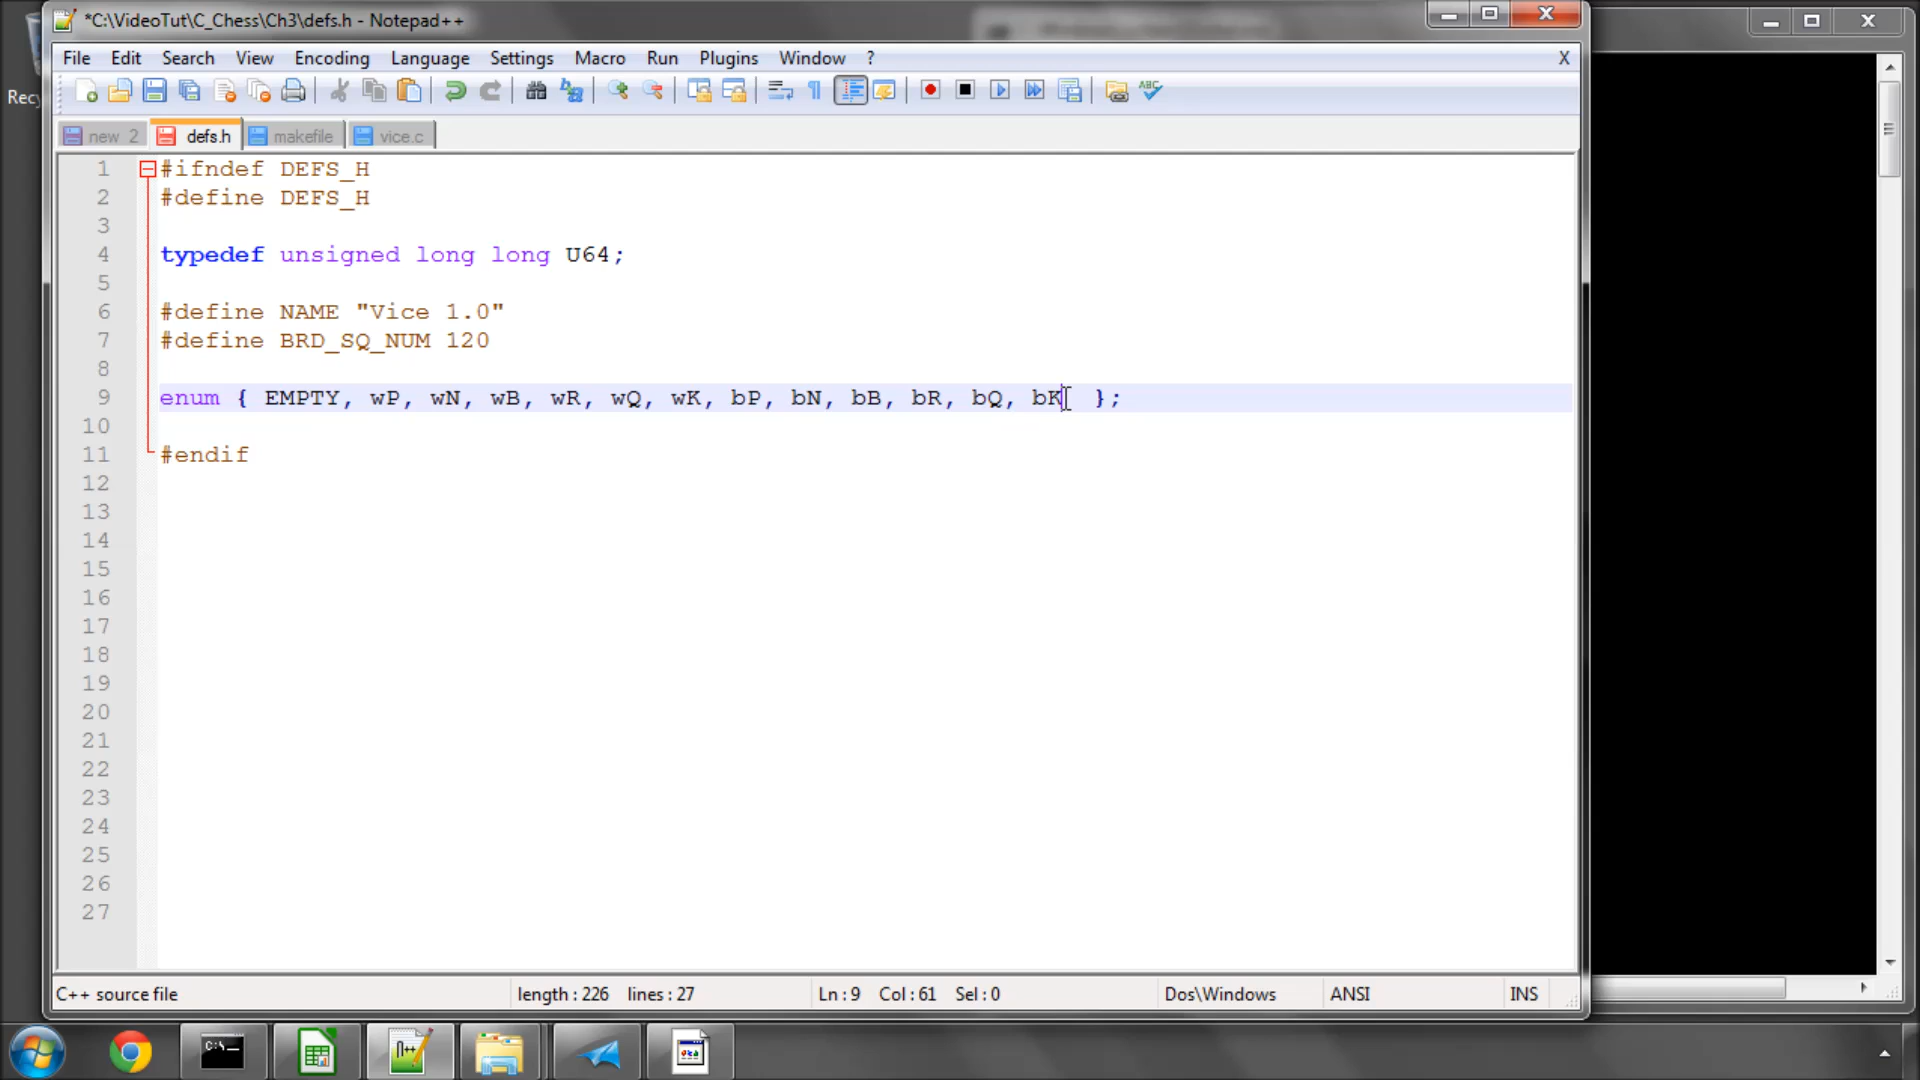 *C:\VideoTut\C_Chess\Ch3\defs.h - Notepad++
File Edit Search View Encoding Language Settings Macro Run Plugins Window ? X
new 2 defs.h makefile vice.c
1 #ifndef DEFS_H
2 #define DEFS_H
3
4 typedef unsigned long long U64;
5
6 #define NAME "Vice 1.0"
7 #define BRD_SQ_NUM 120
8
9 enum { EMPTY, wP, wN, wB, wR, wQ, wK, bP, bN, bB, bR, bQ, bK };
10
11 #endif
12
13
14
15
16
17
18
19
20
21
22
23
24
25
26
27
C++ source file length : 226 lines : 27 Ln : 9 Col : 61 Sel : 0 Dos\Windows ANSI INS